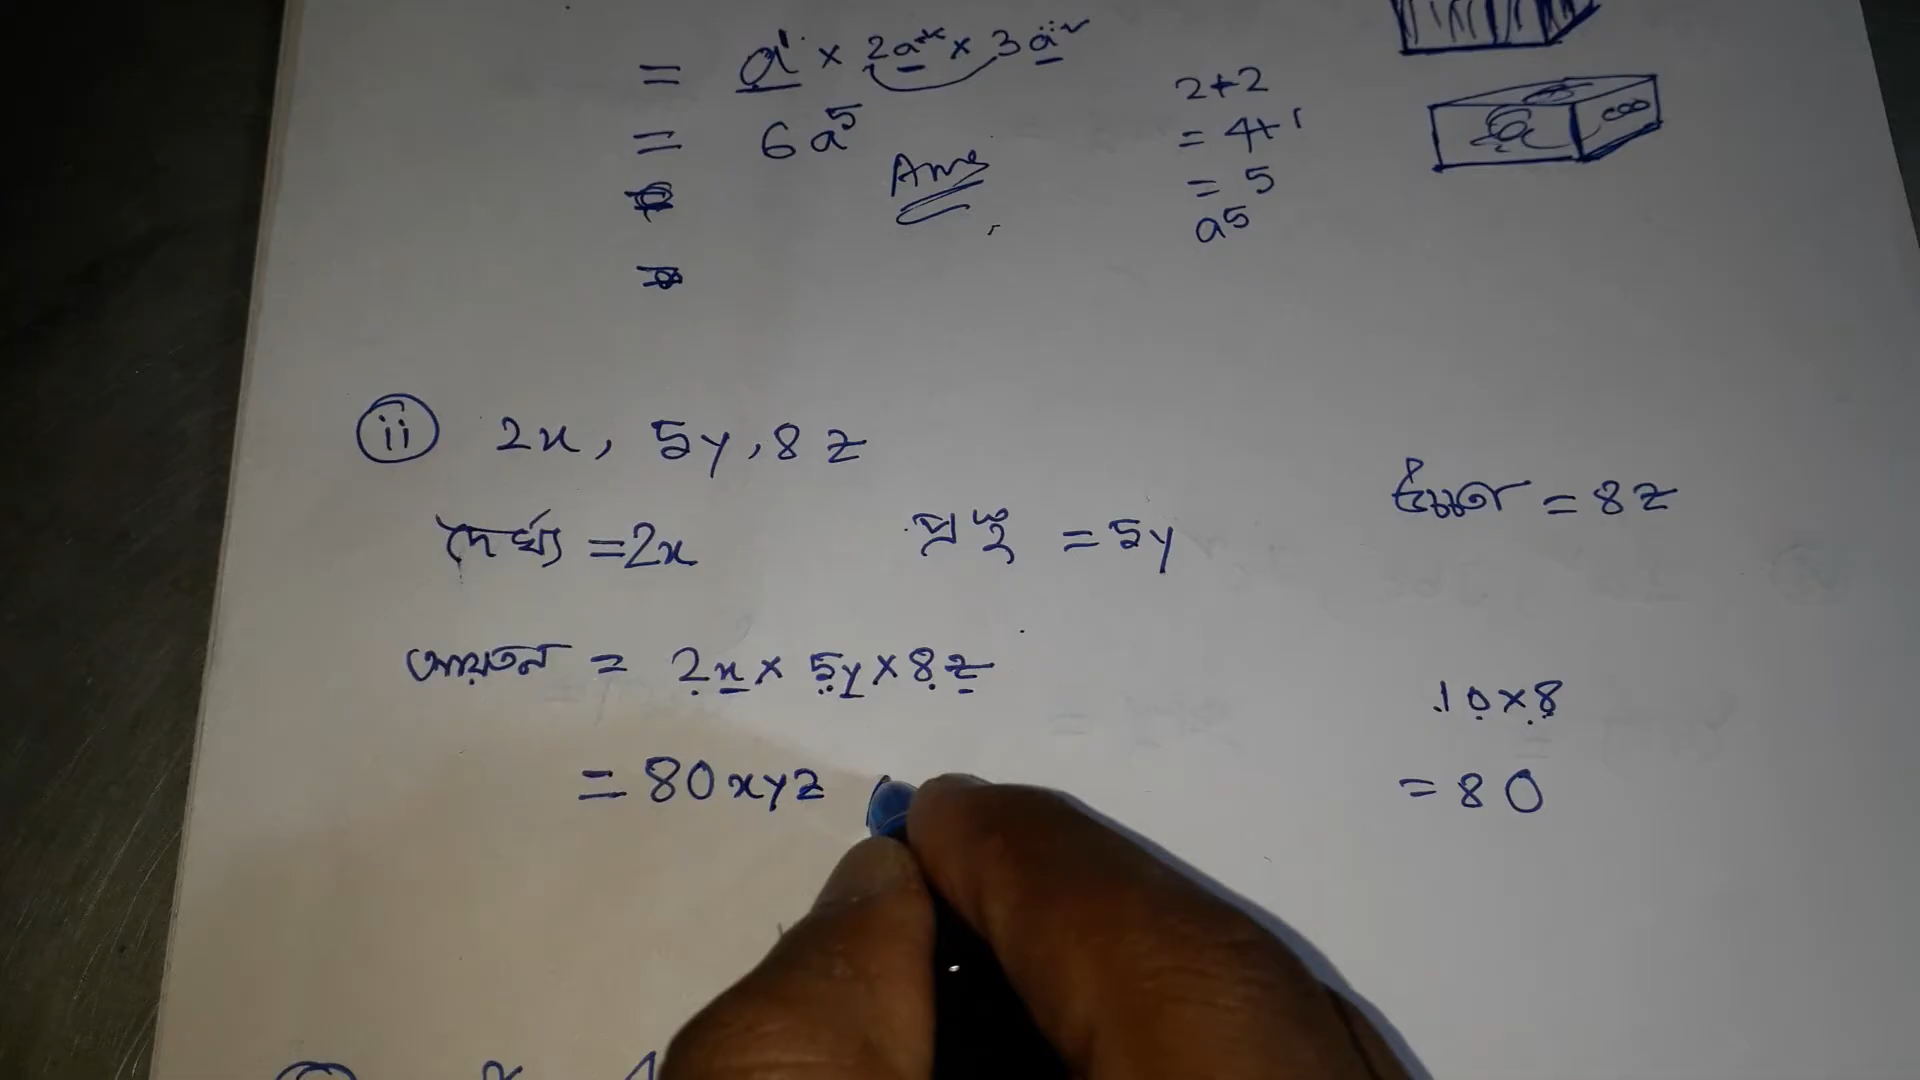 = a¹ × 2a² × 3a²
= 6a⁵ Ans
2+2
= 4+1
= 5
a⁵
ii 2x, 5y, 8z
দৈর্ঘ্য = 2x প্রস্থ = 5y উচ্চতা = 8z
আয়তন = 2x × 5y × 8z
= 80xyz
10×8
= 80